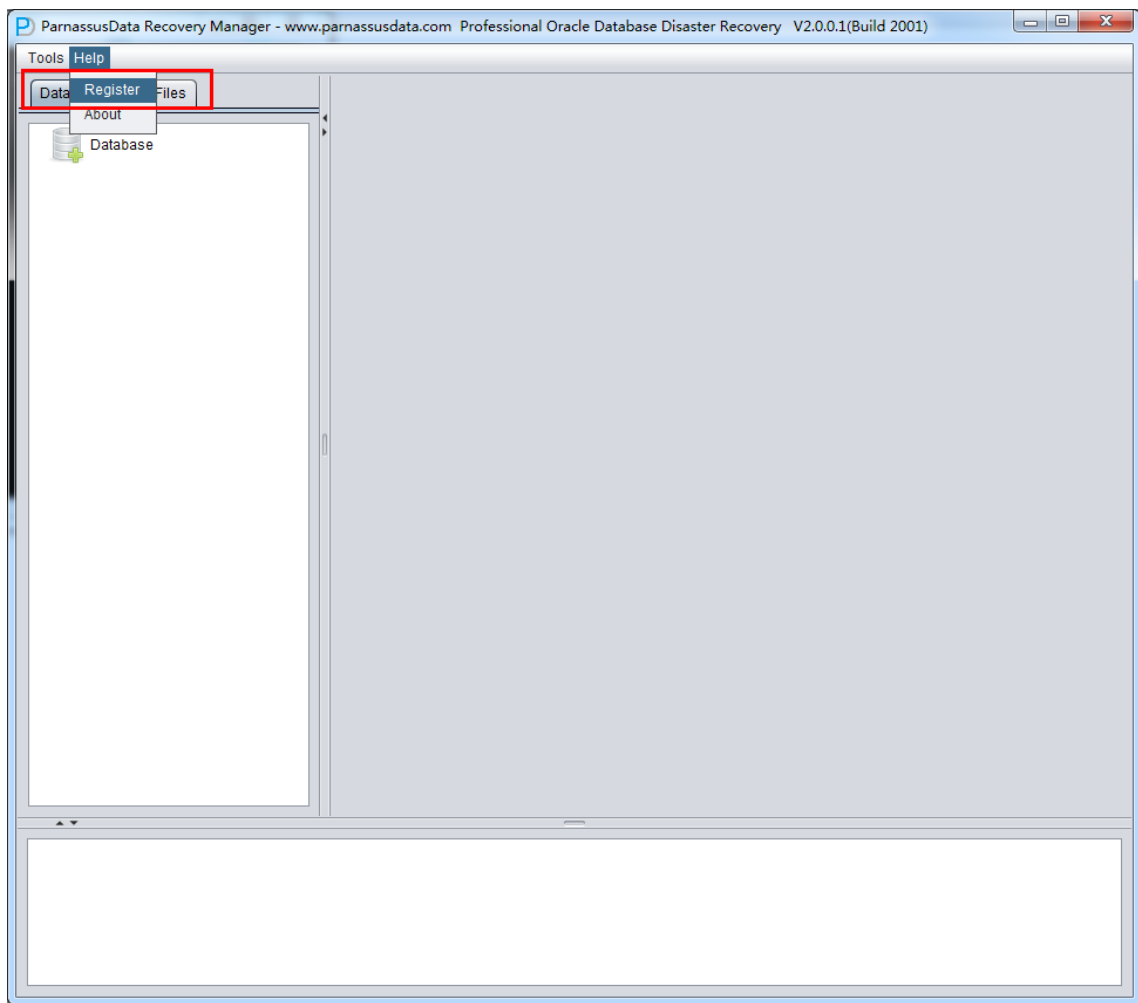 ParnassusData Recovery Manager - www.parnassusdata.com Professional Oracle Database Disaster Recovery V2.0.0.1(Build 2001)
Tools Help
Data Register Files
About
Database